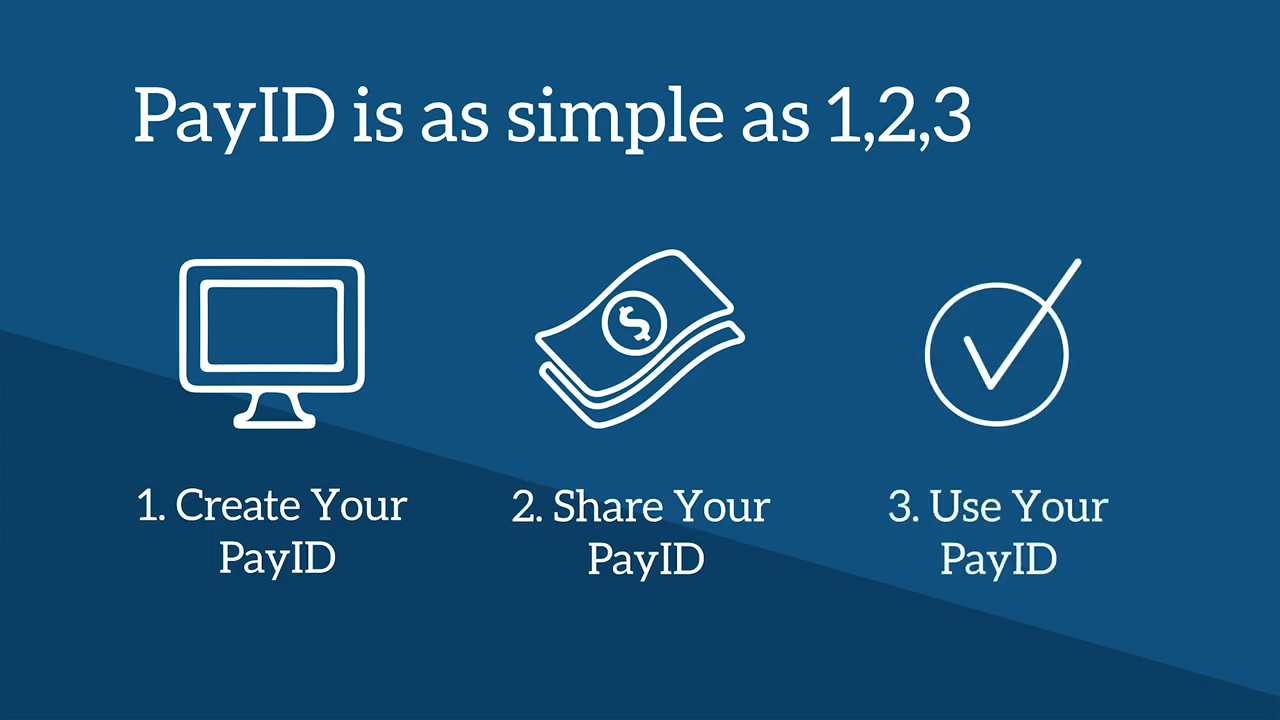 PayID is as simple as 1,2,3
1. Create Your
PayID
2. Share Your
PayID
3. Use Your
PayID